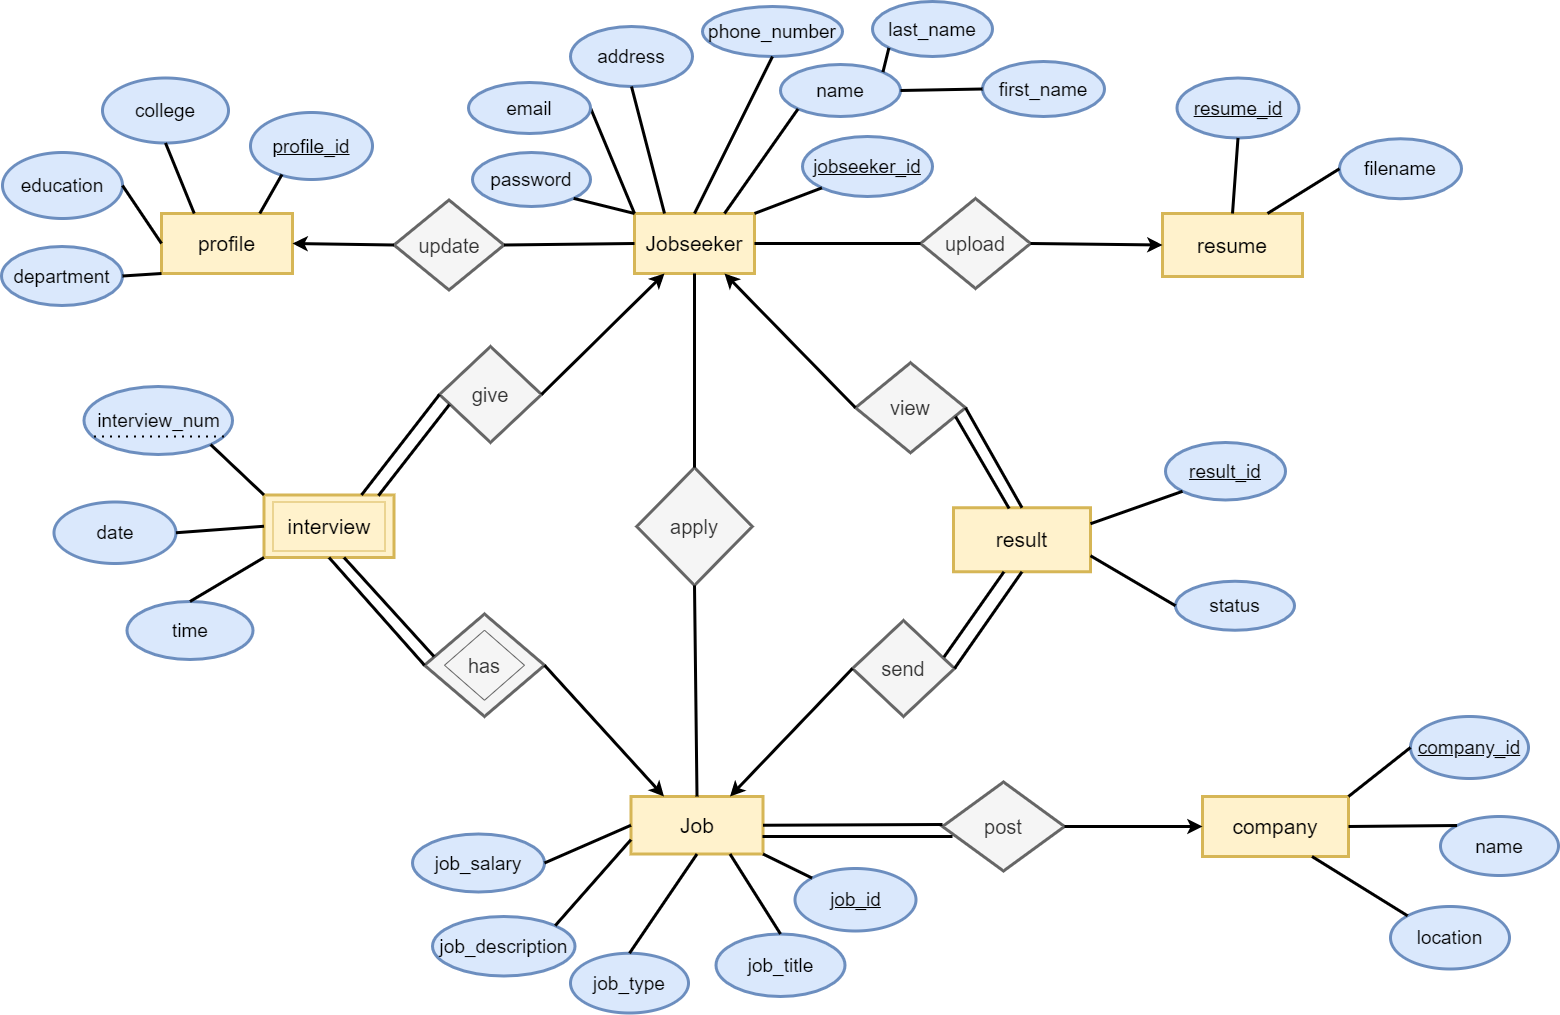 last_name
phone_number
address
name
first_name
college
email
resume_id
profile_id
jobseeker_id
filename
education
password
profile
update
Jobseeker
upload
resume
department
give
view
interview_num
result_id
date
interview
apply
result
status
time
has
send
company_id
Job
post
company
name
job_salary
job_id
location
job_description
job_title
job_type